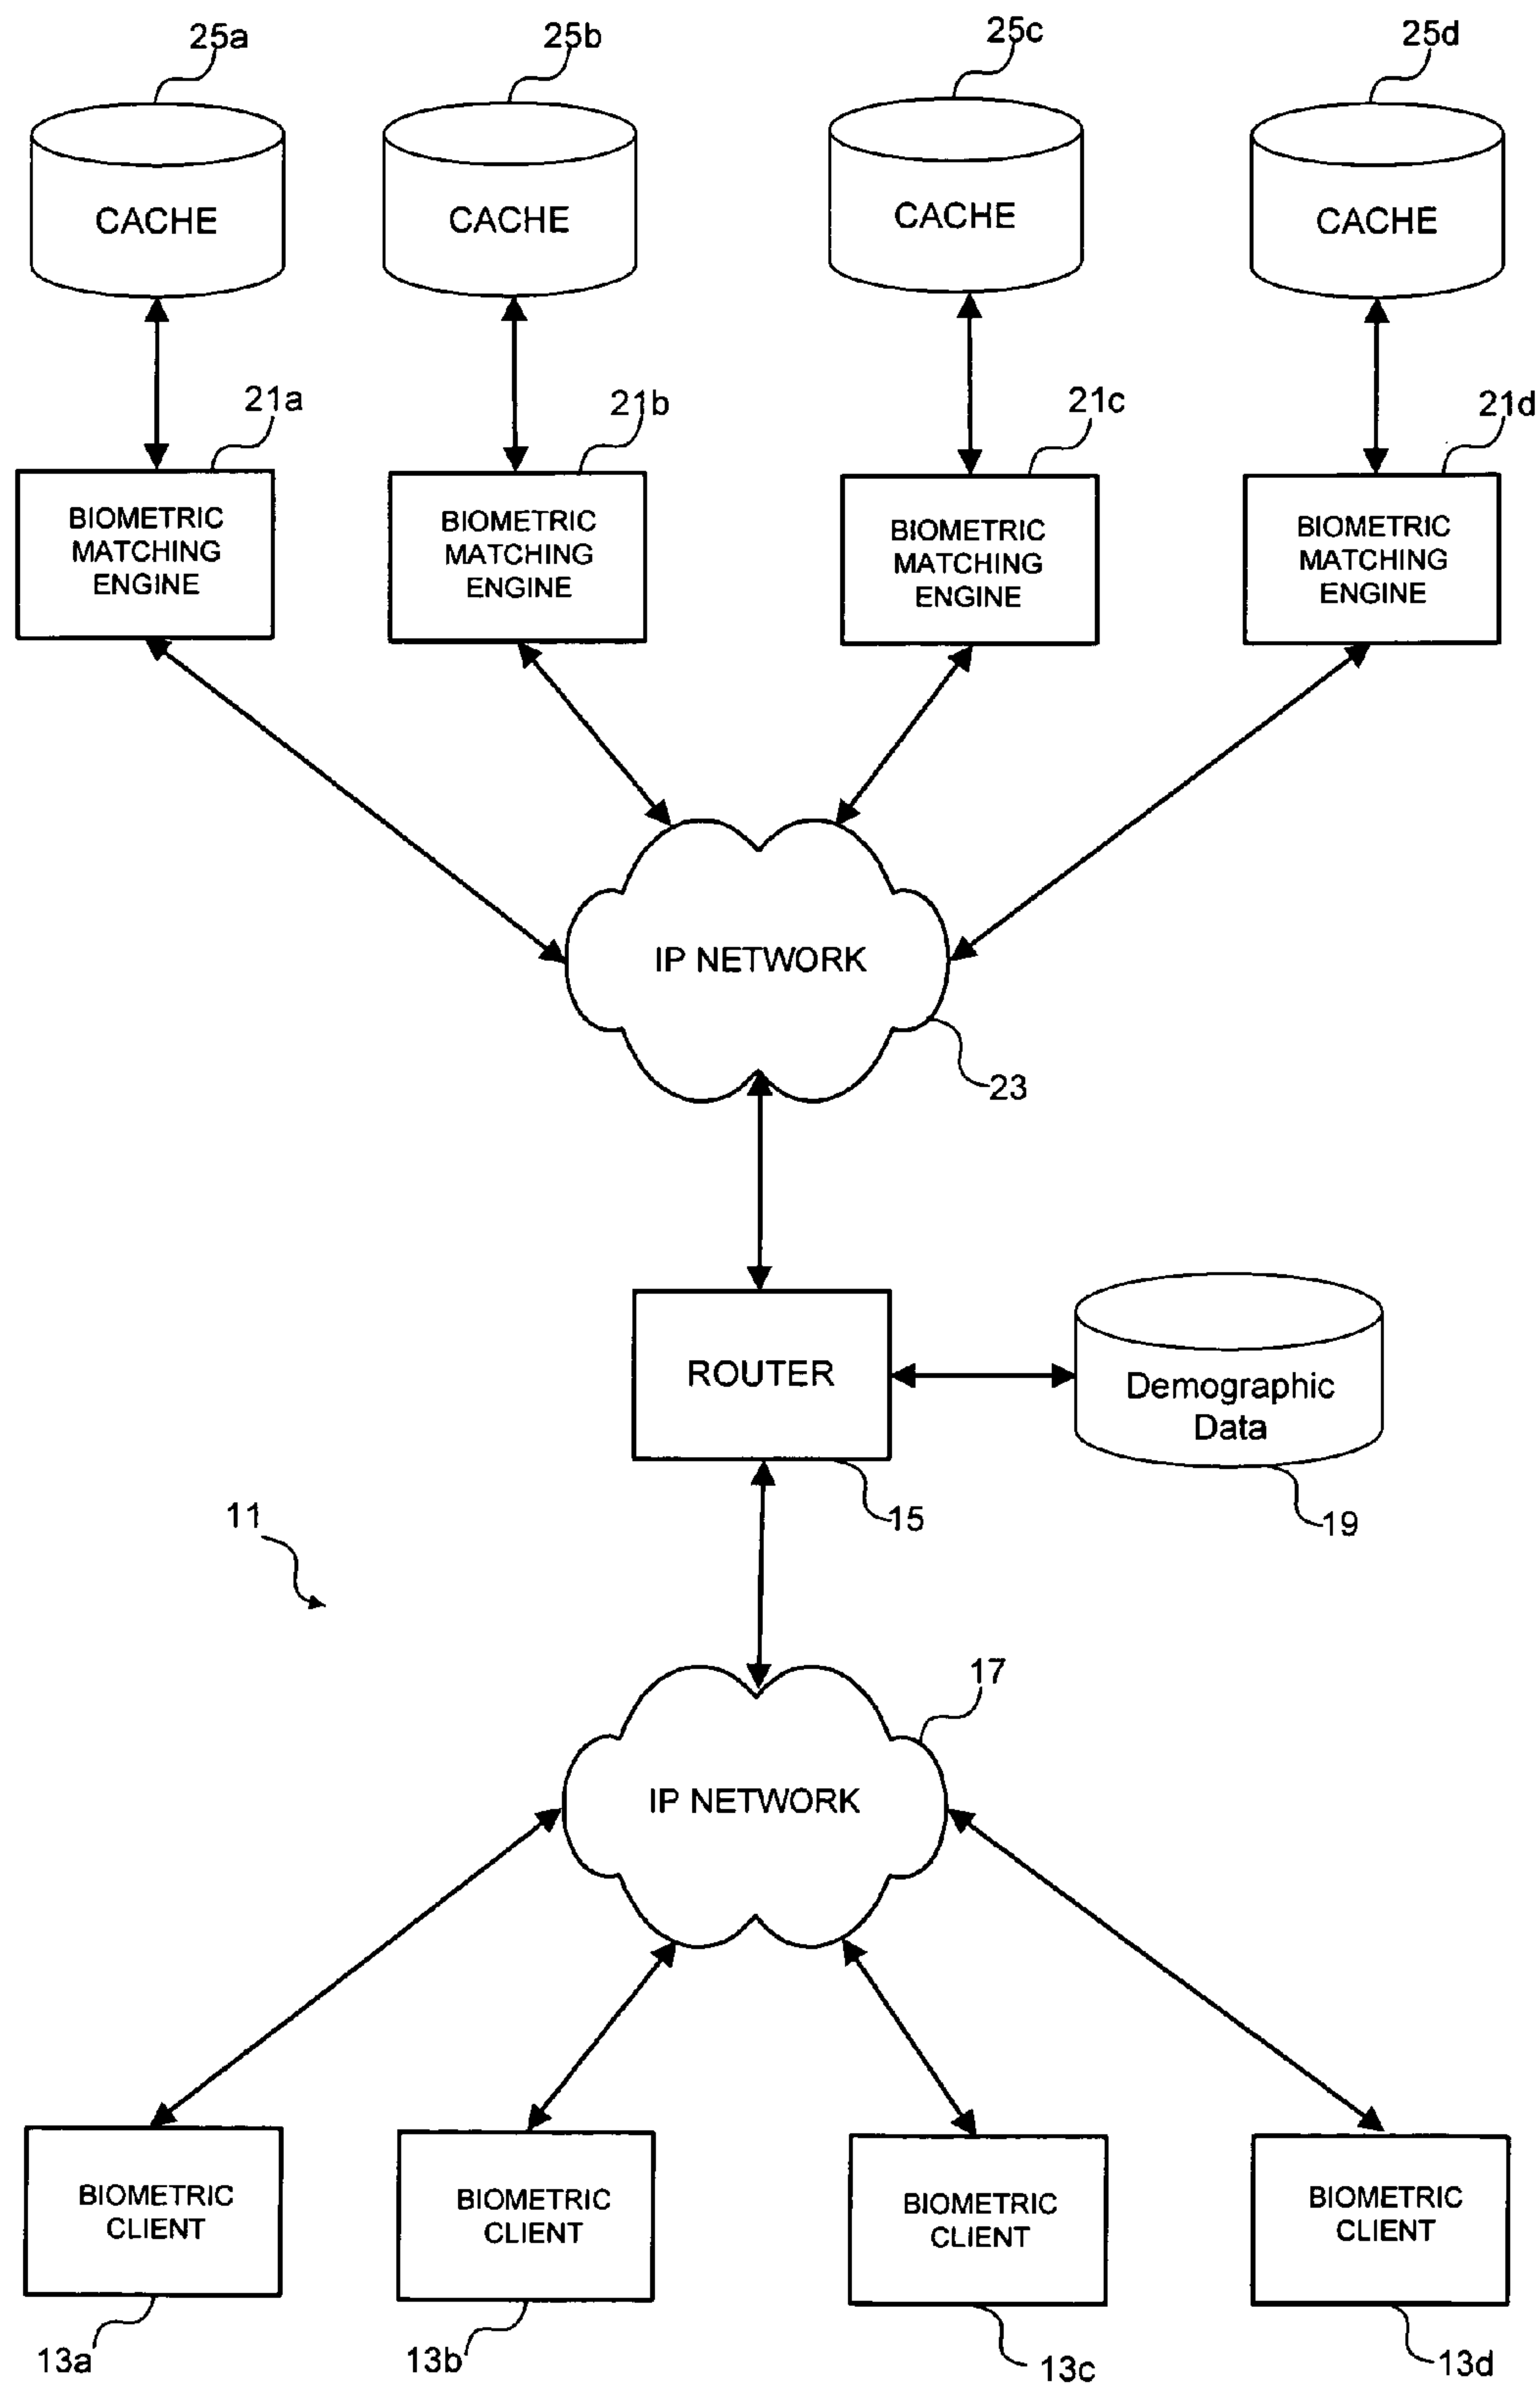 25a
25b
25c
25d
CACHE
CACHE
CACHE
CACHE
21a
21b
21c
21d
BIOMETRIC
MATCHING
ENGINE
BIOMETRIC
MATCHING
ENGINE
BIOMETRIC
MATCHING
ENGINE
BIOMETRIC
MATCHING
ENGINE
IP NETWORK
23
ROUTER
Demographic
Data
15
19
11
17
IP NETWORK
BIOMETRIC
CLIENT
BIOMETRIC
CLIENT
BIOMETRIC
CLIENT
BIOMETRIC
CLIENT
13a
13b
13c
13d